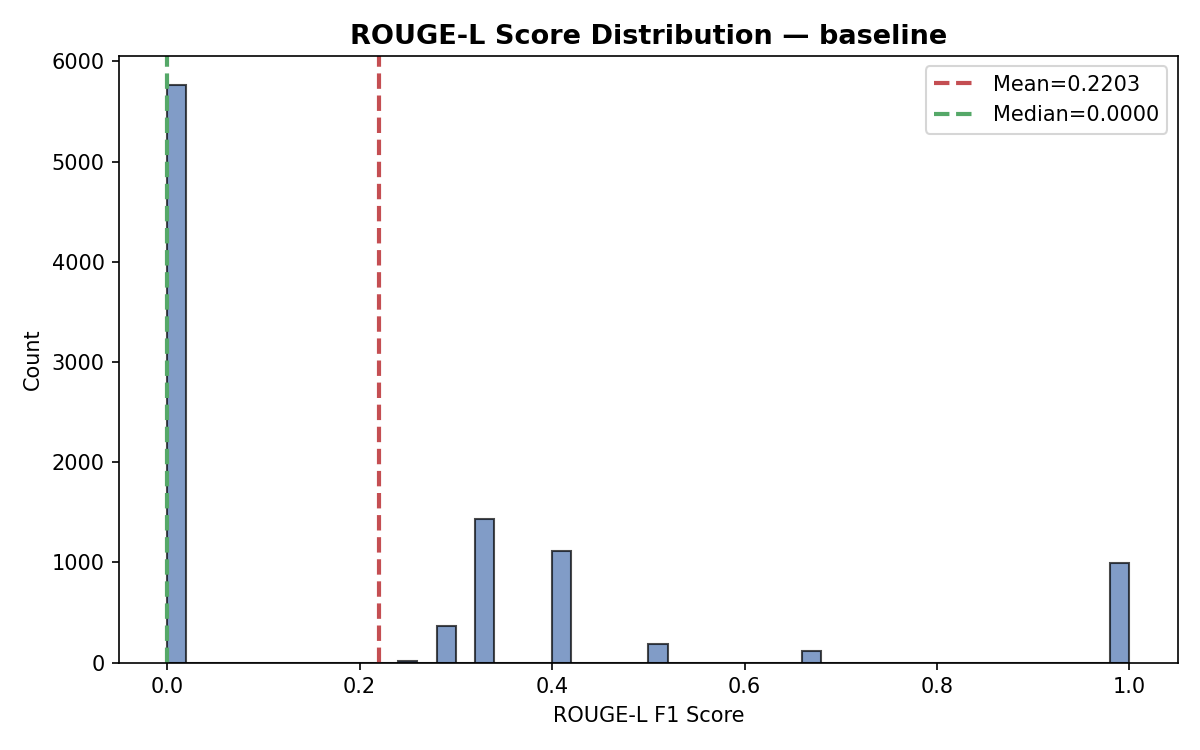 ROUGE-L Score Distribution — baseline
Mean=0.2203
Median=0.0000
6000
5000
4000
3000
2000
1000
0
Count
0.0 0.2 0.4 0.6 0.8 1.0
ROUGE-L F1 Score